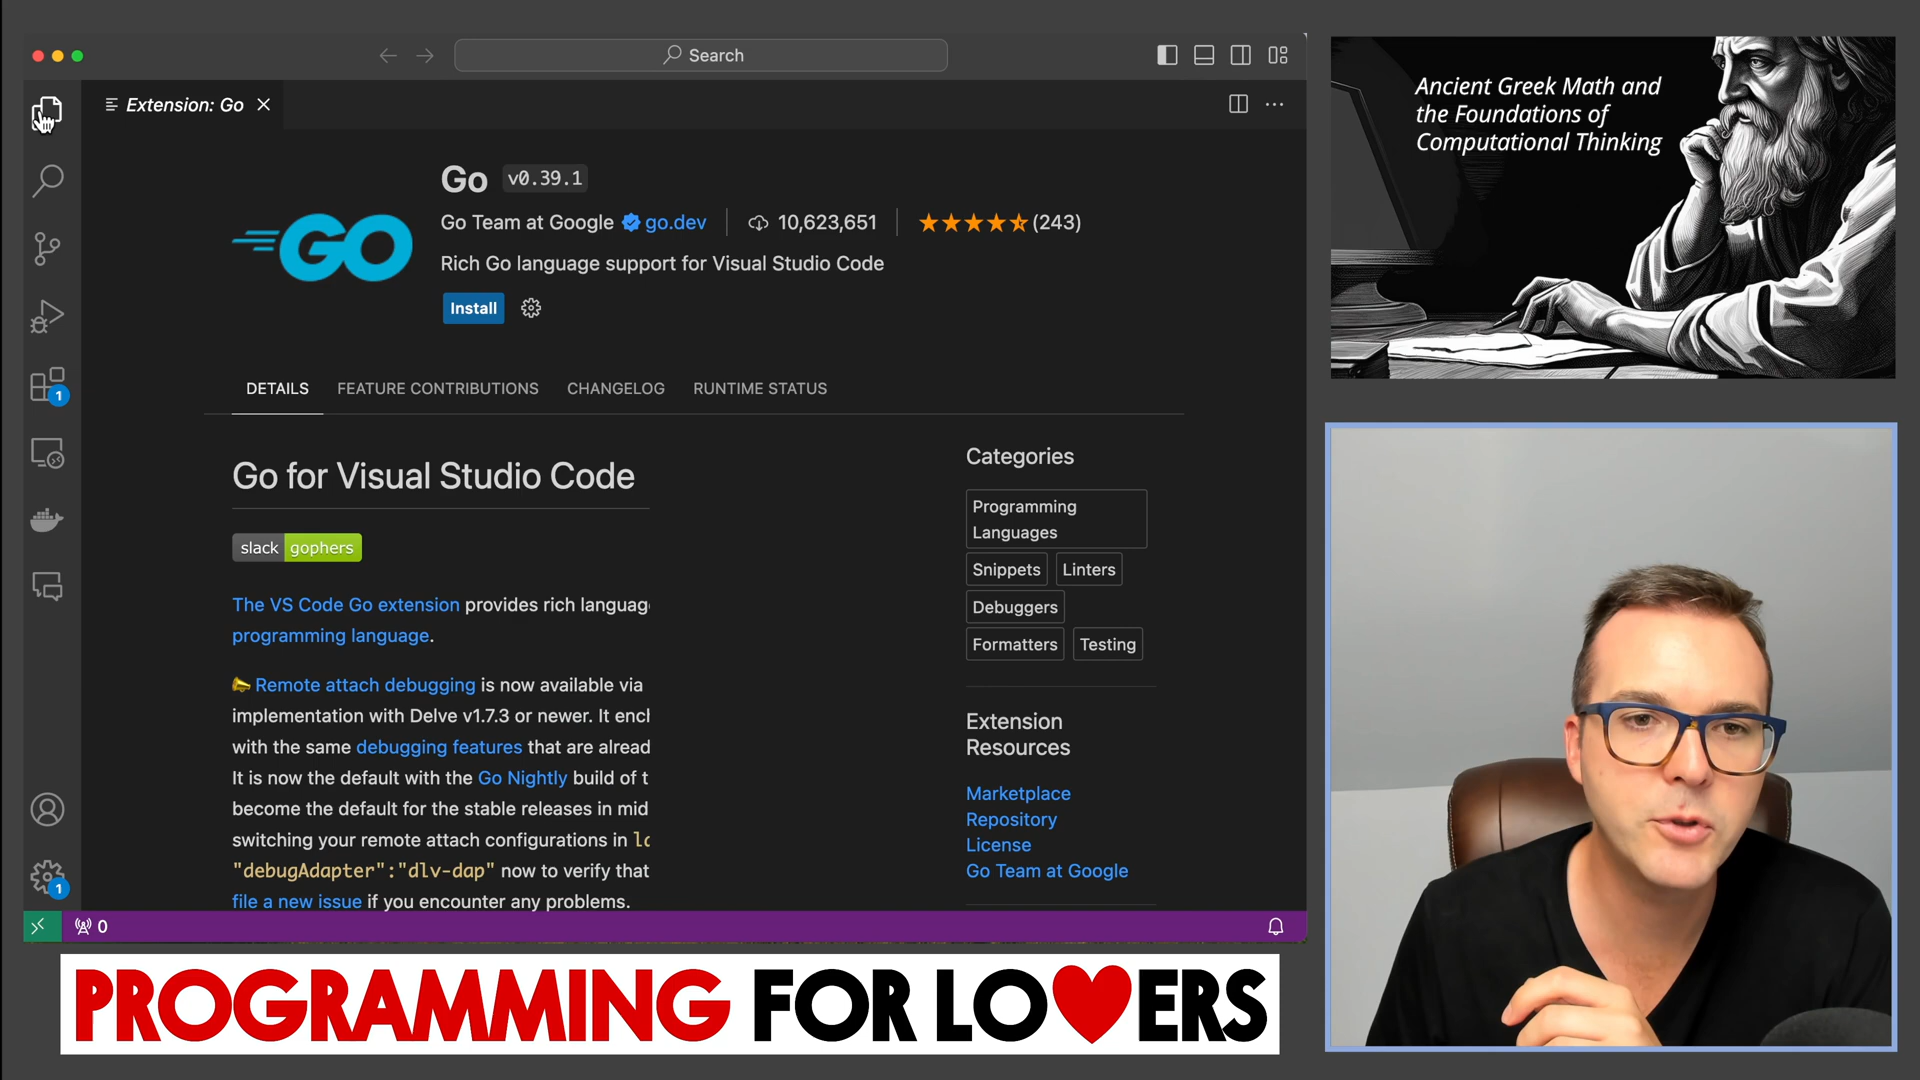 Search
Extension: Go
Go v0.39.1
Go Team at Google go.dev 10,623,651 (243)
Rich Go language support for Visual Studio Code
Install
GO
DETAILS FEATURE CONTRIBUTIONS CHANGELOG RUNTIME STATUS
Go for Visual Studio Code
slack gophers
The VS Code Go extension provides rich languag
programming language.
Remote attach debugging is now available via
implementation with Delve v1.7.3 or newer. It encl
with the same debugging features that are alread
It is now the default with the Go Nightly build of t
become the default for the stable releases in mid
switching your remote attach configurations in la
"debugAdapter":"dlv-dap" now to verify that
file a new issue if you encounter any problems.
Categories
Programming
Languages
Snippets Linters
Debuggers
Formatters Testing
Extension
Resources
Marketplace
Repository
License
Go Team at Google
1
1
0
Ancient Greek Math and
the Foundations of
Computational Thinking
PROGRAMMING FOR LO♥ERS